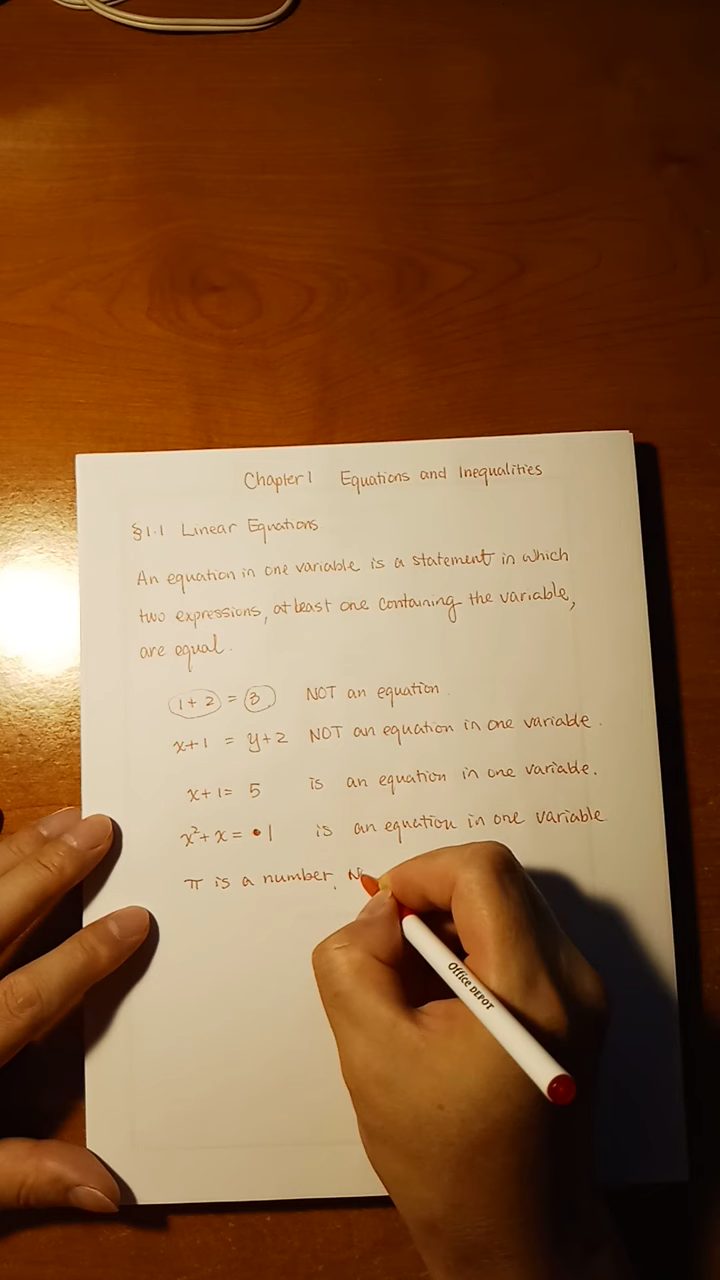 Chapter 1 Equations and Inequalities
§1.1 Linear Equations
An equation in one variable is a statement in which
two expressions, at least one containing the variable,
are equal.
1+2 = 3 NOT an equation.
x+1 = y+2 NOT an equation in one variable.
x+1= 5 is an equation in one variable.
x²+x = 1 is an equation in one variable
π is a number.
Office DEPOT